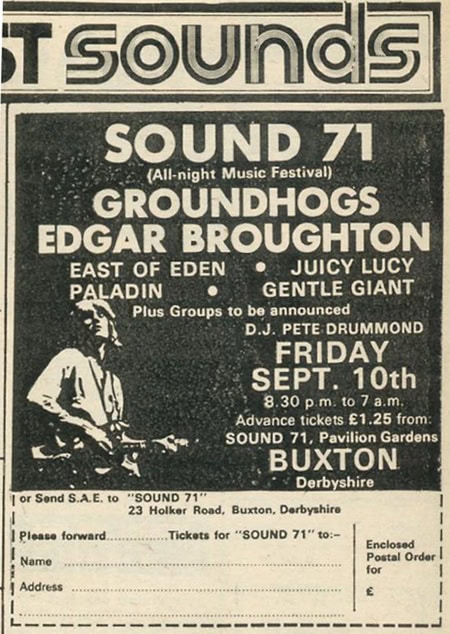 ST sounds
SOUND 71
(All-night Music Festival)
GROUNDHOGS
EDGAR BROUGHTON
EAST OF EDEN • JUICY LUCY
PALADIN • GENTLE GIANT
Plus Groups to be announced
D.J. PETE DRUMMOND
FRIDAY
SEPT. 10th
8.30 p.m. to 7 a.m.
Advance tickets £1.25 from:
SOUND 71, Pavilion Gardens
BUXTON
Derbyshire
or Send S.A.E. to "SOUND 71"
23 Holker Road, Buxton, Derbyshire
Please forward..............Tickets for "SOUND 71" to:–
Name
Address
Enclosed
Postal Order
for
£